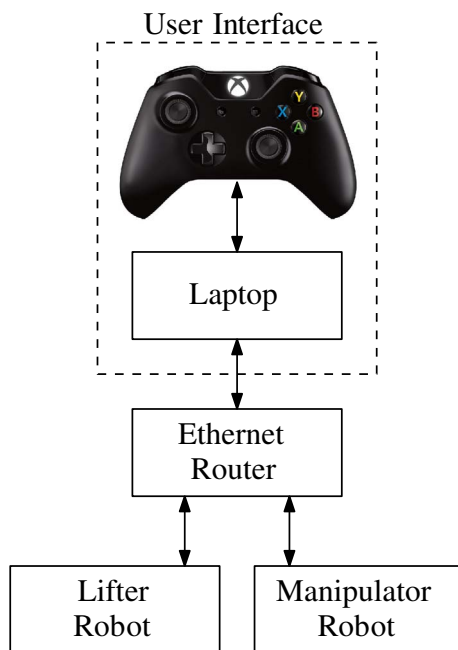 User Interface
Y
X
B
A
Laptop
Ethernet
Router
Lifter
Robot
Manipulator
Robot